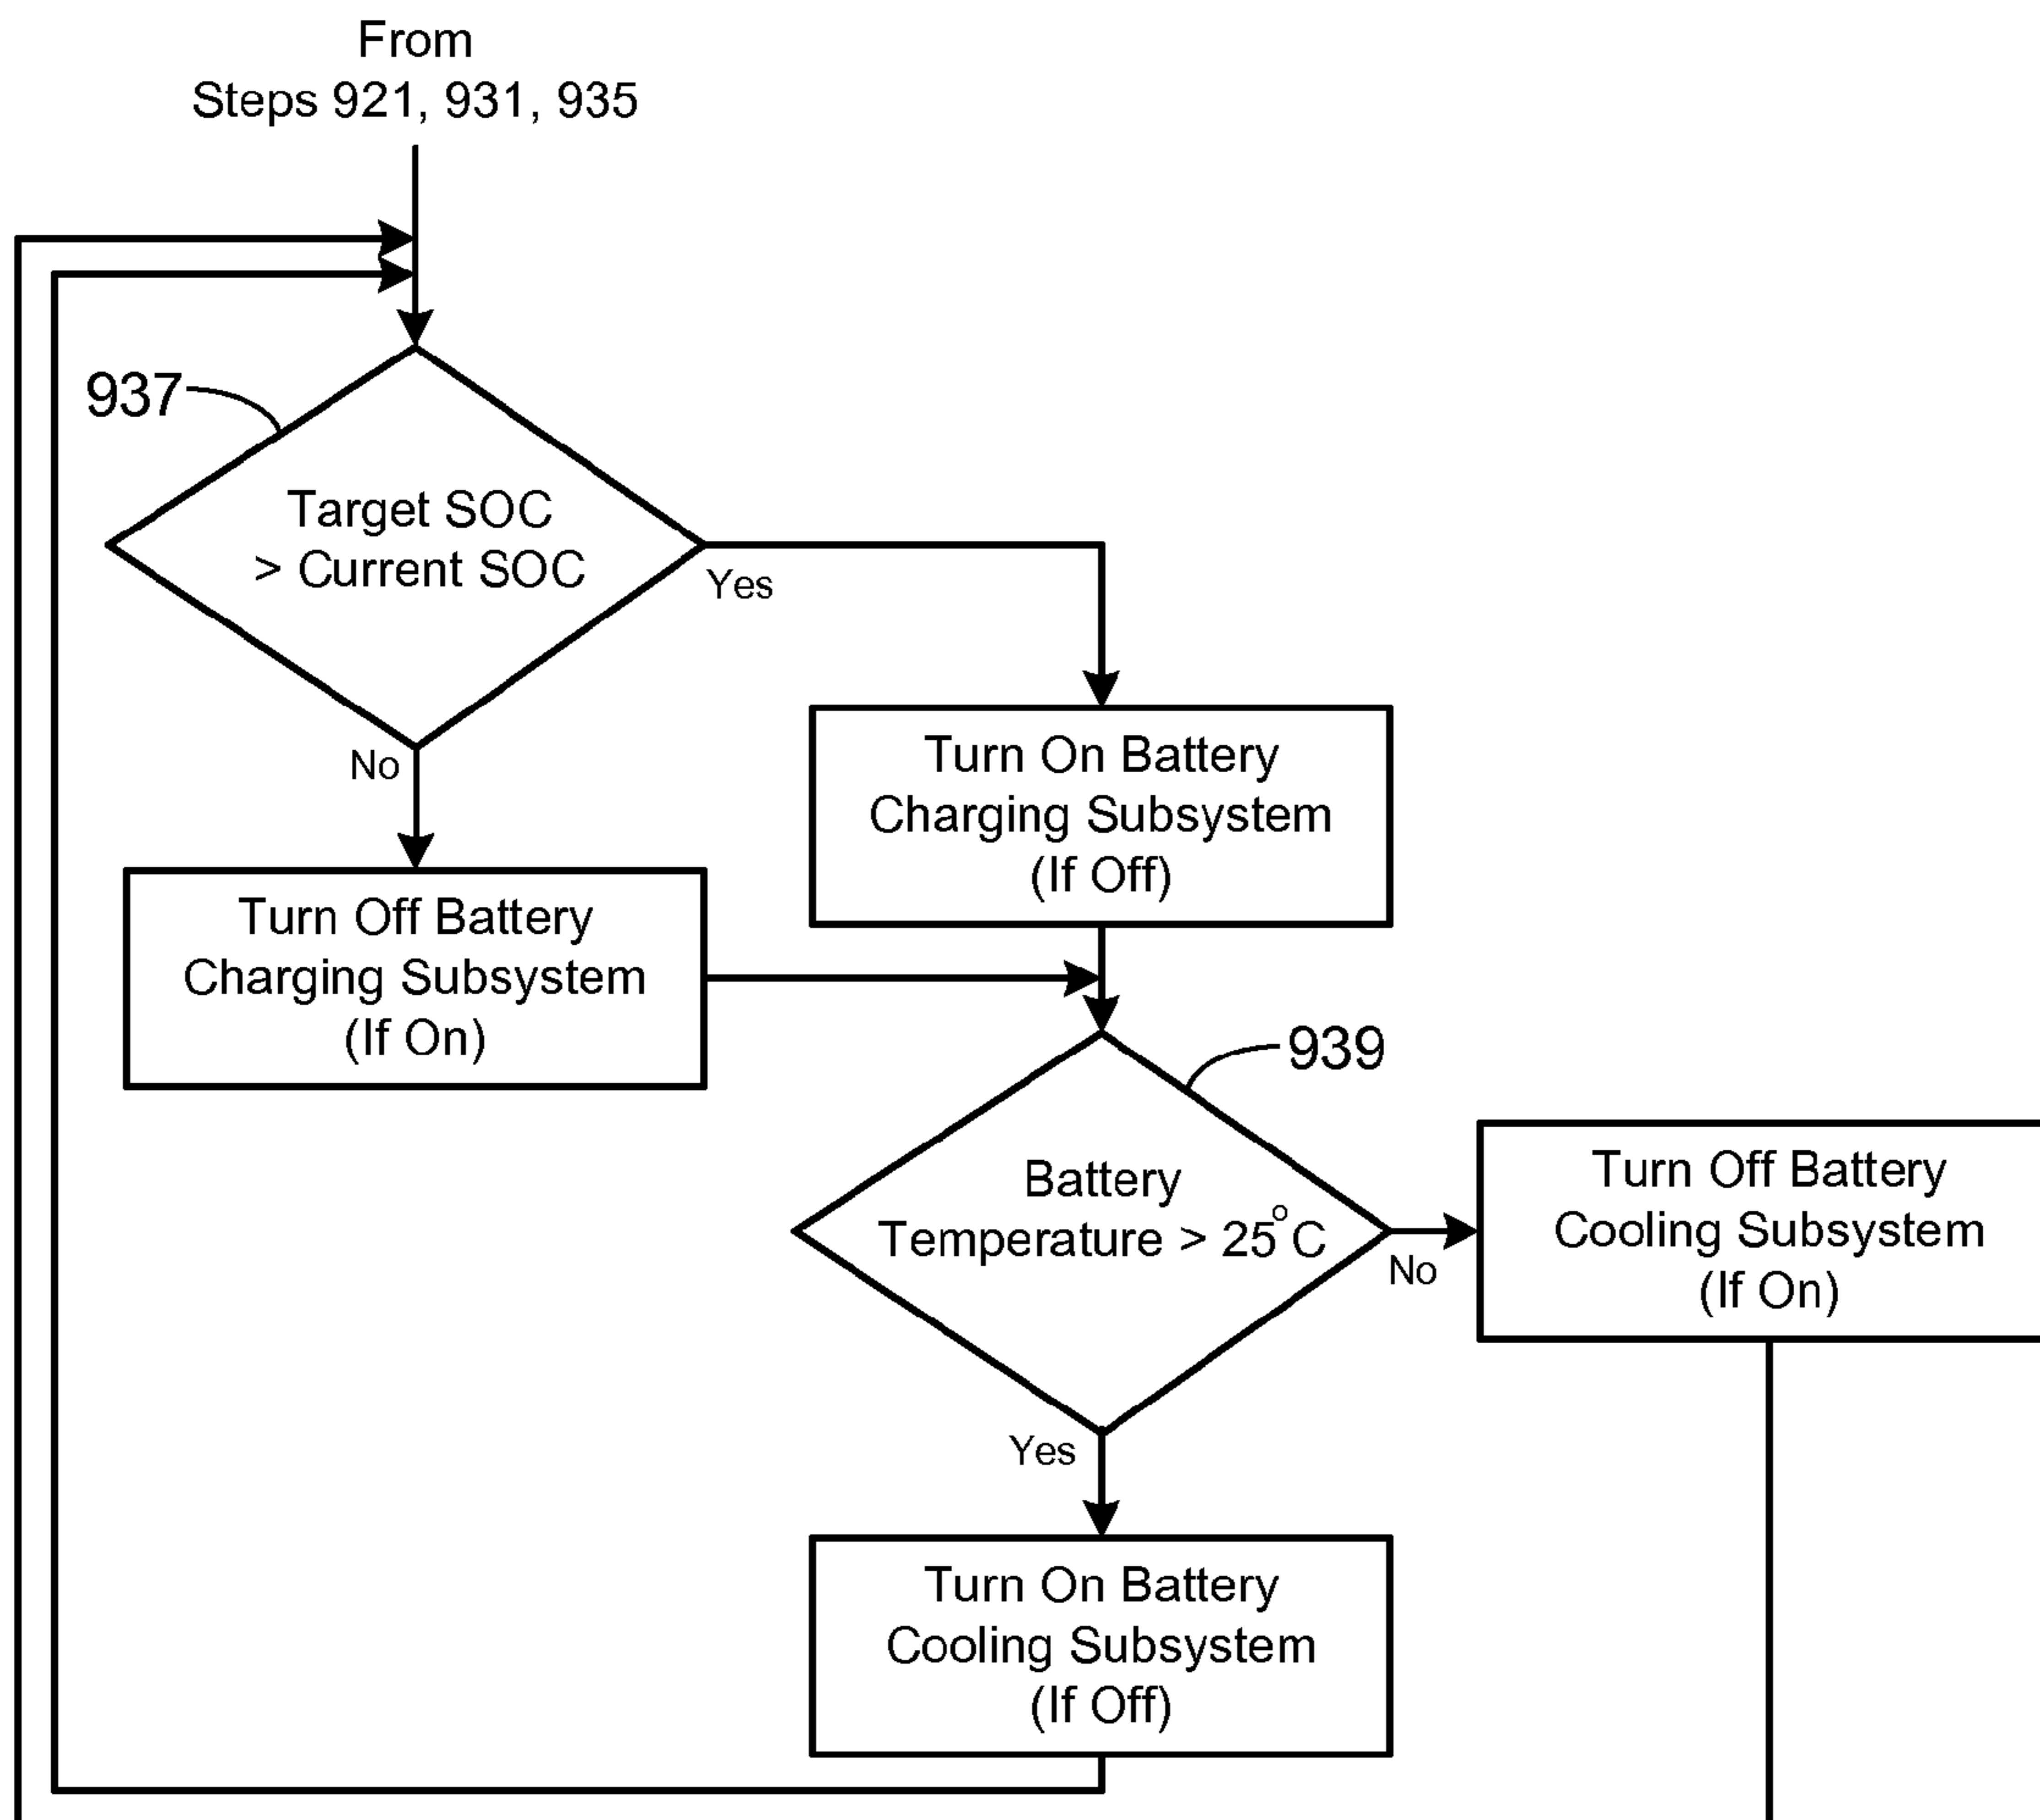 From
Steps 921, 931, 935
937
Target SOC
> Current SOC
Yes
No
Turn On Battery
Charging Subsystem
(If Off)
Turn Off Battery
Charging Subsystem
(If On)
939
Battery
Temperature > 25°C
No
Turn Off Battery
Cooling Subsystem
(If On)
Yes
Turn On Battery
Cooling Subsystem
(If Off)